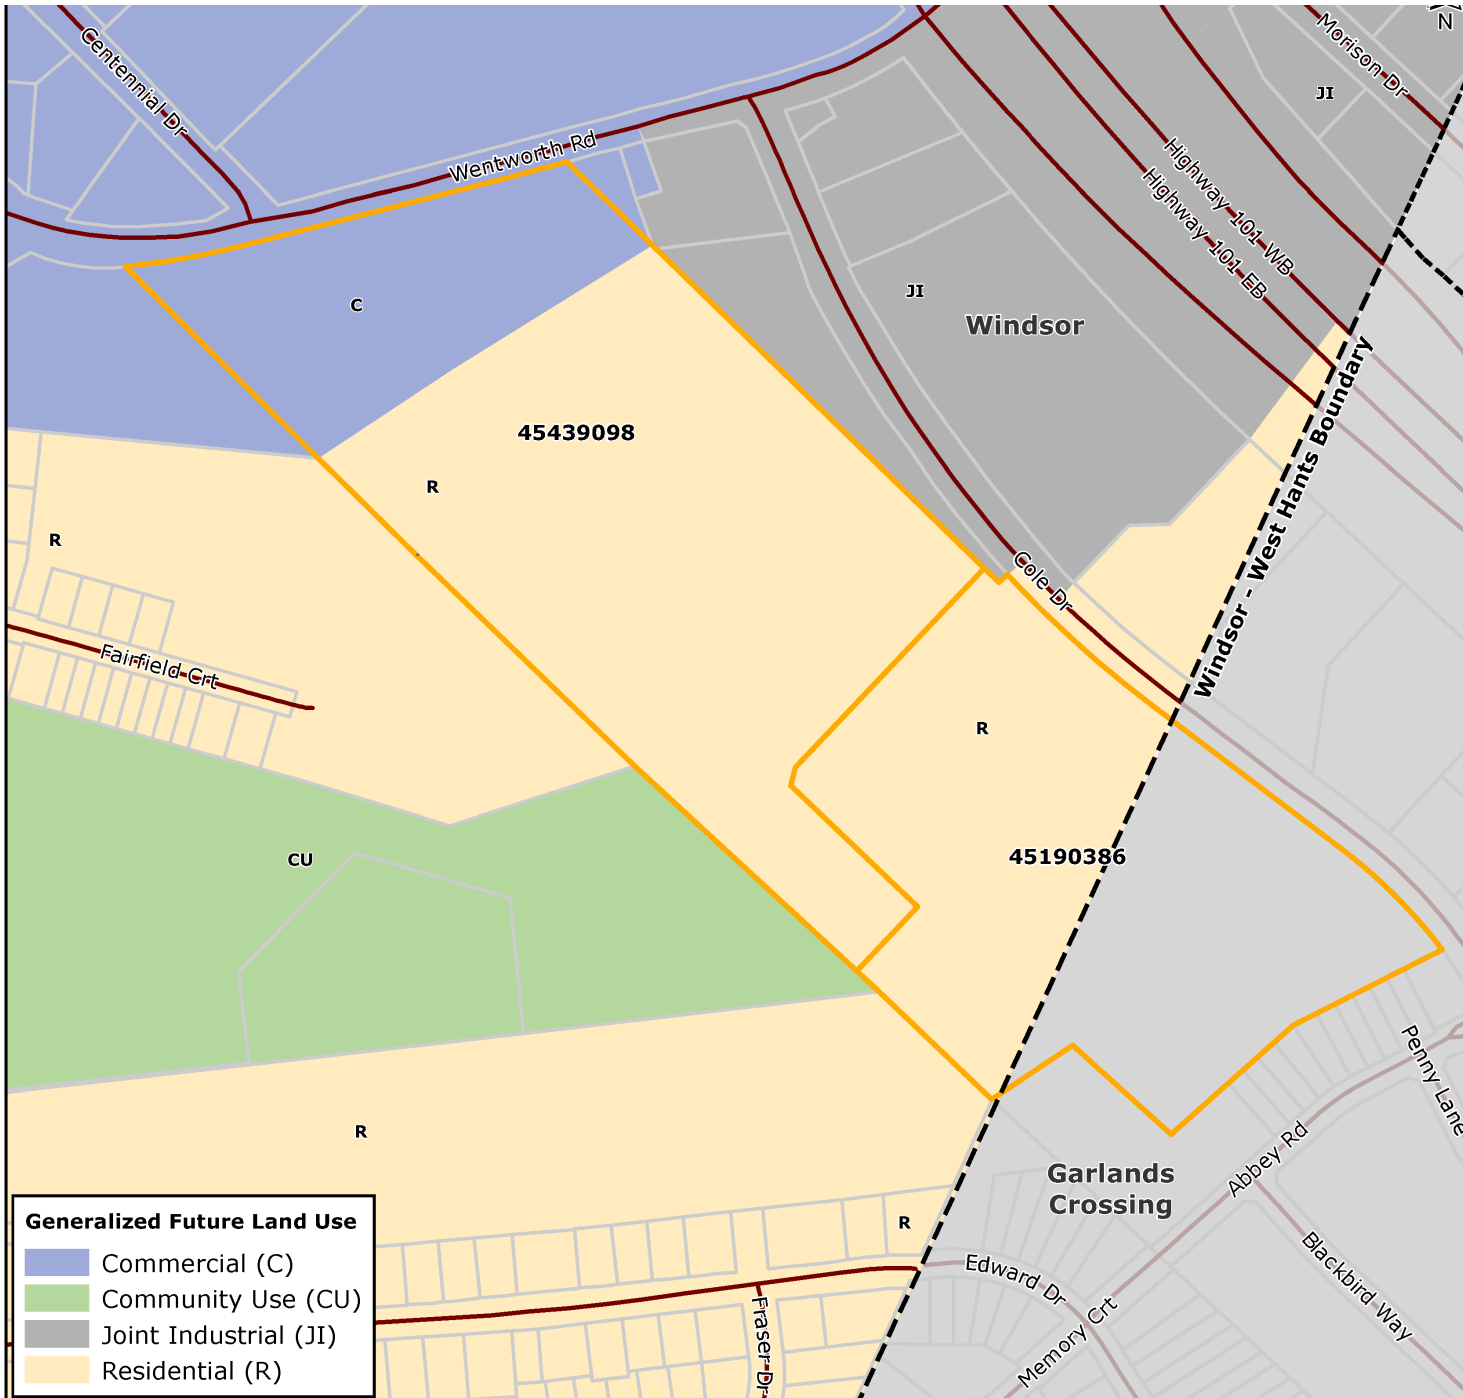 N
Centennial Dr
Morison Dr
JI
Wentworth Rd
Highway 101 WB
Highway 101 EB
C
JI
Windsor
45439098
R
R
Windsor - West Hants Boundary
Cole Dr
Fairfield Crt
R
CU
45190386
R
Penny Lane
Abbey Rd
Garlands
Crossing
R
Edward Dr
Blackbird Way
Memory Crt
Fraser Dr
Generalized Future Land Use
Commercial (C)
Community Use (CU)
Joint Industrial (JI)
Residential (R)